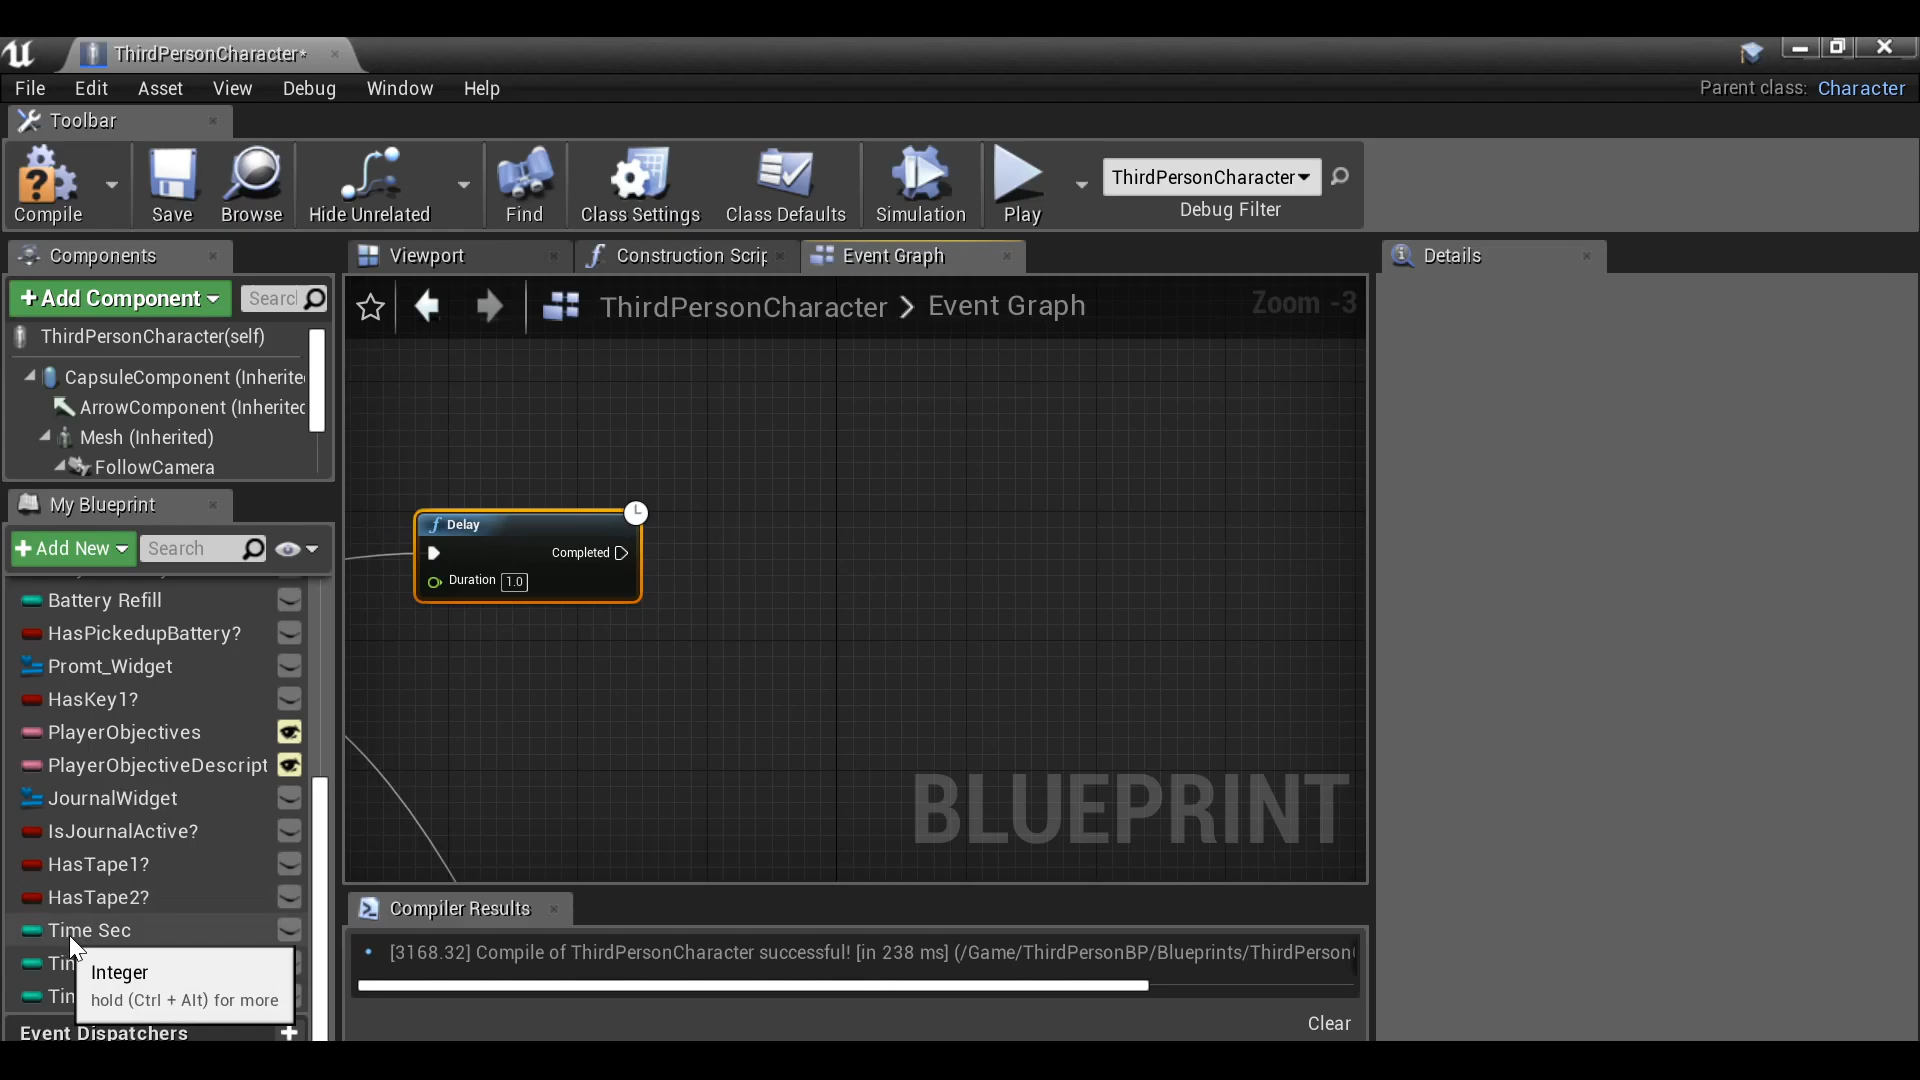 ThirdPersonCharacter*
File Edit Asset View Debug Window Help
Parent class: Character
Toolbar
Compile
Save
Browse
Hide Unrelated
Find
Class Settings
Class Defaults
Simulation
Play
ThirdPersonCharacter
Debug Filter
Components
+Add Component
Search
ThirdPersonCharacter(self)
CapsuleComponent (Inherite
ArrowComponent (Inherited
Mesh (Inherited)
FollowCamera
My Blueprint
+Add New
Search
Battery Refill
HasPickedupBattery?
Promt_Widget
HasKey1?
PlayerObjectives
PlayerObjectiveDescript
JournalWidget
IsJournalActive?
HasTape1?
HasTape2?
Time Sec
Integer
hold (Ctrl + Alt) for more
Event Dispatchers
Viewport
Construction Scrip
Event Graph
ThirdPersonCharacter > Event Graph
Zoom -3
Delay
Completed
Duration 1.0
BLUEPRINT
Compiler Results
[3168.32] Compile of ThirdPersonCharacter successful! [in 238 ms] (/Game/ThirdPersonBP/Blueprints/ThirdPerson
Clear
Details